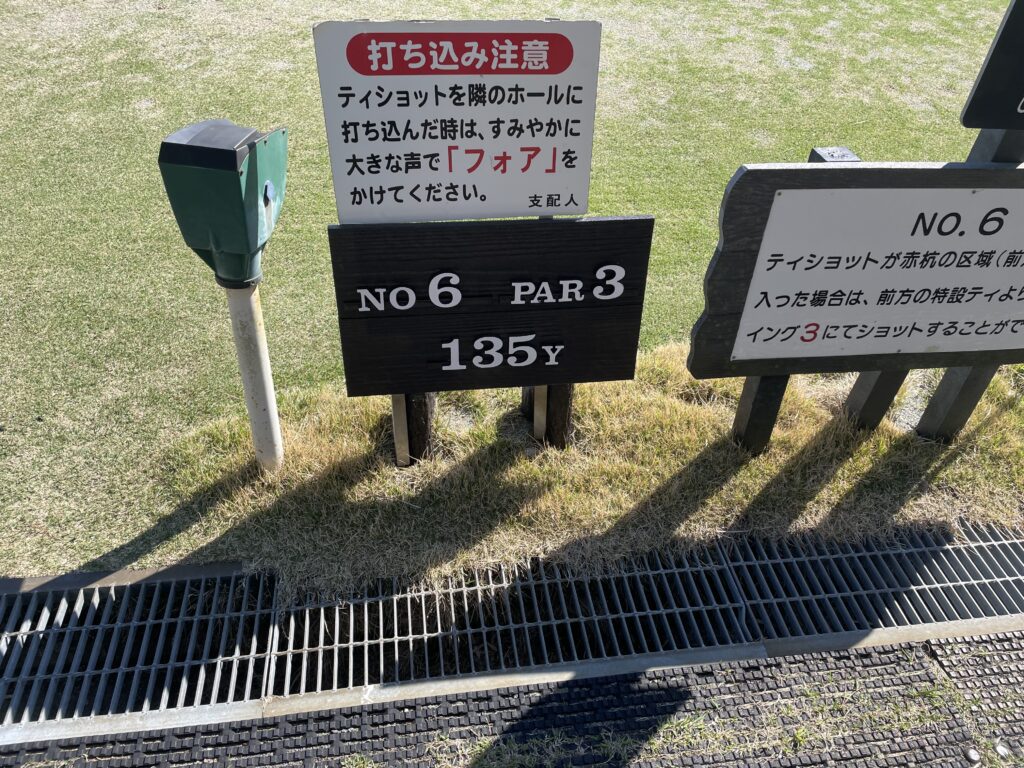 打ち込み注意
ティショットを隣のホールに
打ち込んだ時は、すみやかに
大きな声で「フォア」を
かけてください。
支配人
NO 6 PAR 3
135Y
NO. 6
ティショットが赤杭の区域(前
入った場合は、前方の特設ティより
イング3にてショットすることがで